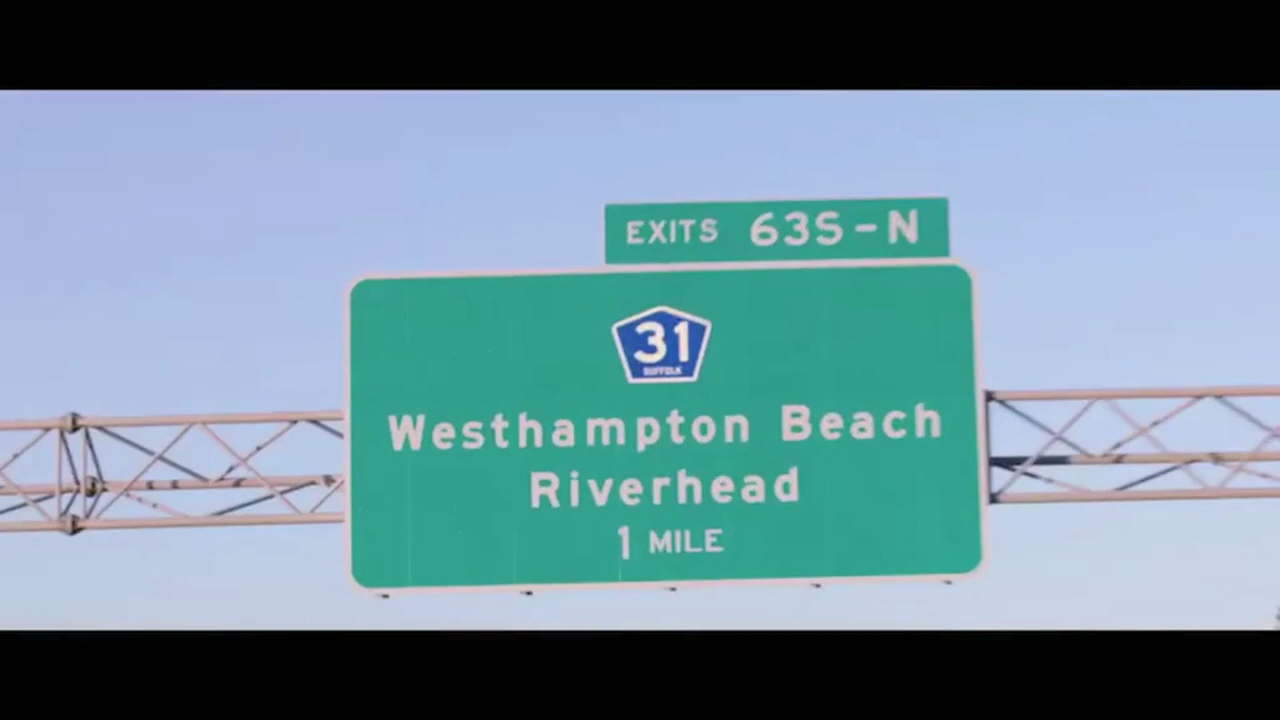 EXITS 63S-N
31
SUFFOLK
Westhampton Beach
Riverhead
1 MILE